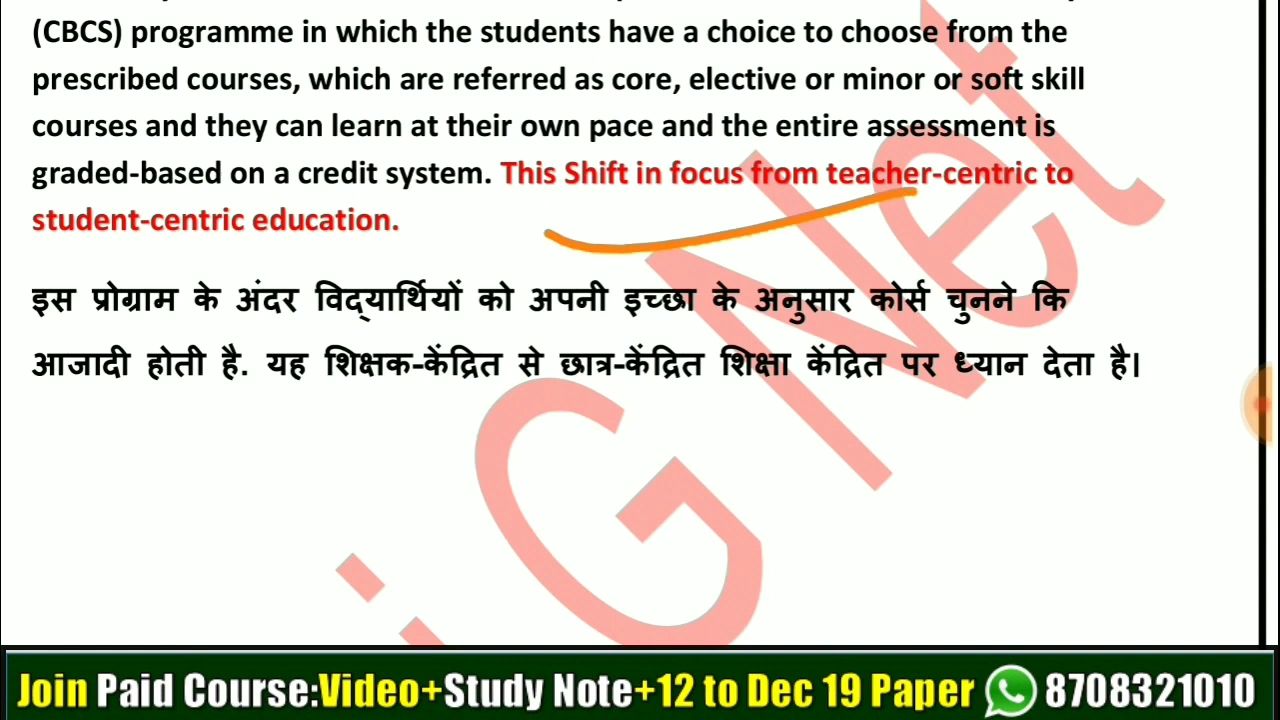 (CBCS) programme in which the students have a choice to choose from the
prescribed courses, which are referred as core, elective or minor or soft skill
courses and they can learn at their own pace and the entire assessment is
graded-based on a credit system. This Shift in focus from teacher-centric to
student-centric education.
इस प्रोग्राम के अंदर विद्यार्थियों को अपनी इच्छा के अनुसार कोर्स चुनने कि
आजादी होती है. यह शिक्षक-केंद्रित से छात्र-केंद्रित शिक्षा केंद्रित पर ध्यान देता है।
i G Net
Join Paid Course:Video+Study Note+12 to Dec 19 Paper 8708321010